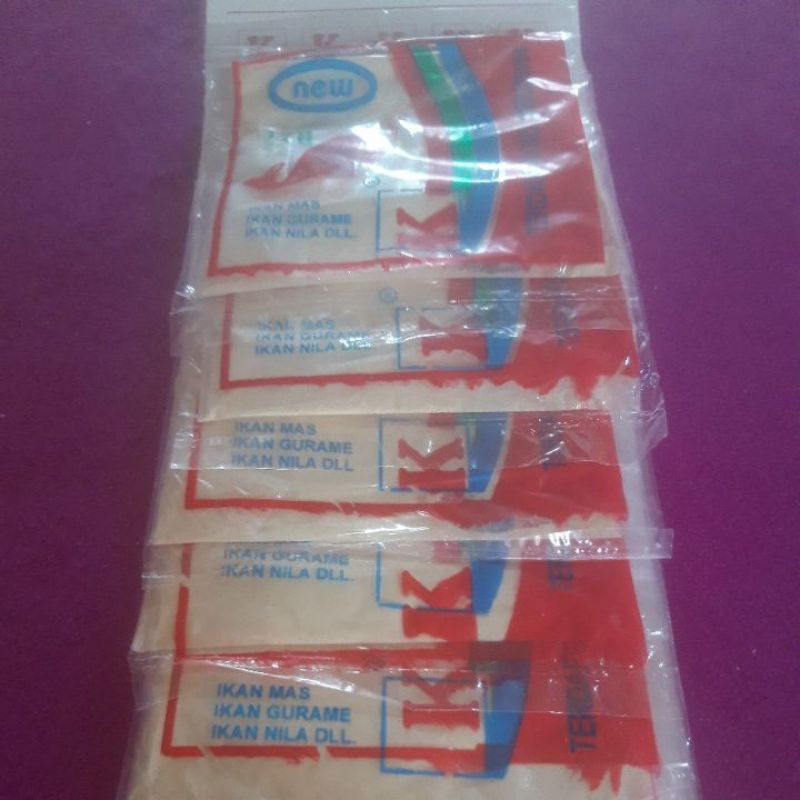 new
®
IKAN MAS
IKAN GURAME
IKAN NILA DLL.
K
IKAN MAS
IKAN GURAME
IKAN NILA DLL
K
IKAN MAS
IKAN GURAME
IKAN NILA DLL
K
IKAN GURAME
IKAN NILA DLL.
K
IKAN MAS
IKAN GURAME
IKAN NILA DLL.
K